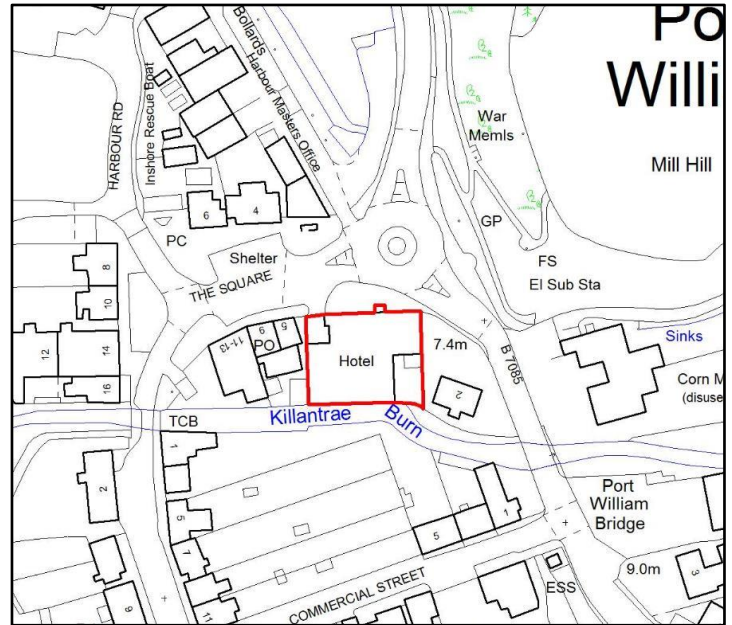 Po
Willi
Bollards
Harbour Masters Office
Inshore Rescue Boat
HARBOUR RD
War
Memls
Mill Hill
6
4
PC
GP
FS
El Sub Sta
Shelter
THE SQUARE
8
10
12
14
16
PO
11-13
9
5
Hotel
7.4m
B 7085
Sinks
2
Corn M
(disuse
Killantrae
Burn
TCB
1
2
5
7
9
11
5
1
Port
William
Bridge
COMMERCIAL STREET
ESS
9.0m
3